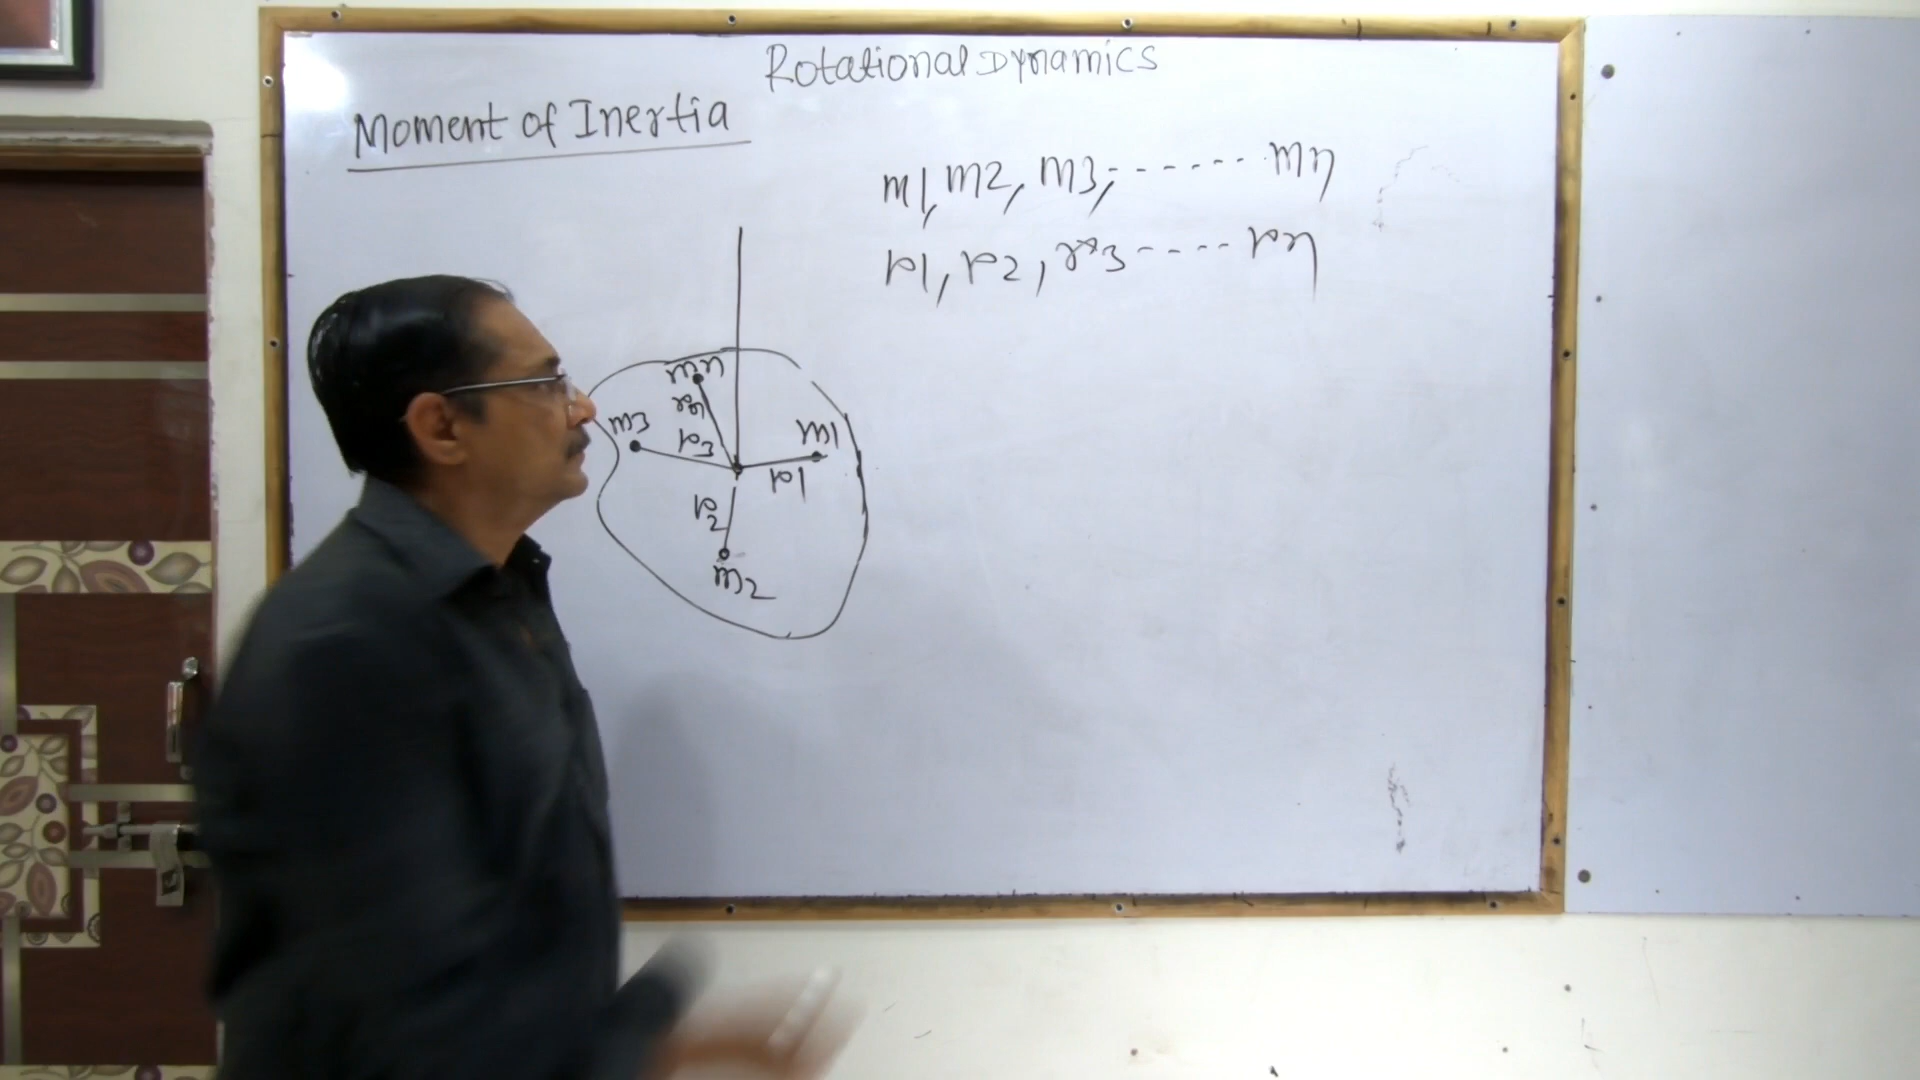 Rotational Dynamics
Moment of Inertia
m1, m2, m3, ------ mn
r1, r2, r3 ---- rn
mn
rn
m3
r3
m1
r1
r2
m2